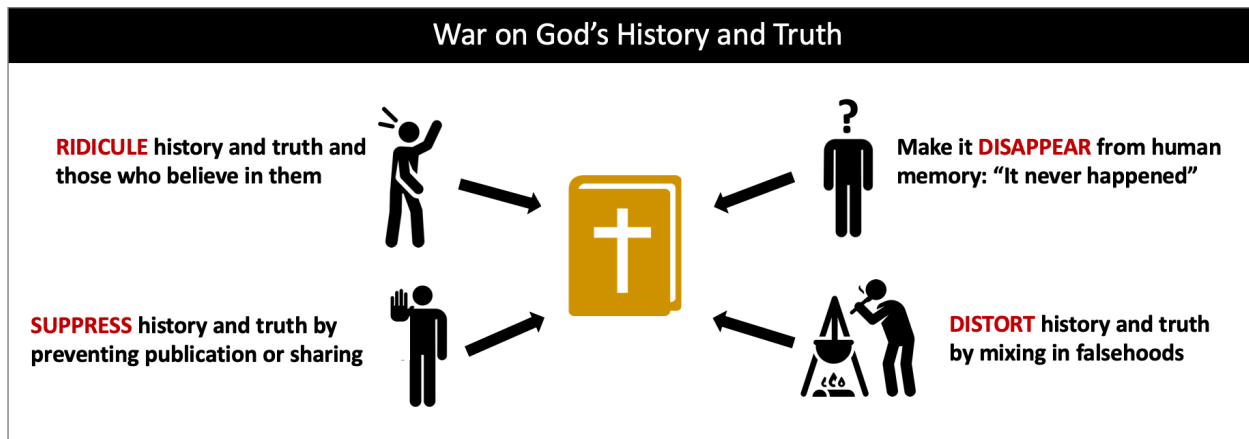 War on God's History and Truth
RIDICULE history and truth and
those who believe in them
?
Make it DISAPPEAR from human
memory: “It never happened”
SUPPRESS history and truth by
preventing publication or sharing
DISTORT history and truth
by mixing in falsehoods